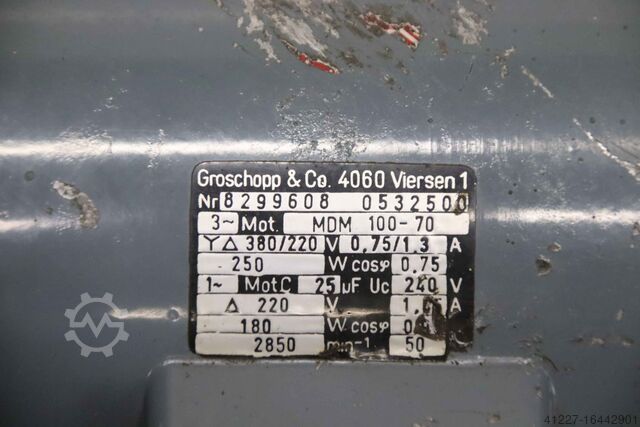 Groschopp & Co. 4060 Viersen 1
Nr 8299608 0532500
3~ Mot. MDM 100-70
Y △ 380/220 V 0,75/1,3 A
250 W cosφ 0,75
1~ MotC 25 µF Uc 240 V
△ 220 V A
180 W cosφ
2850 min-1 50
41227-16442901